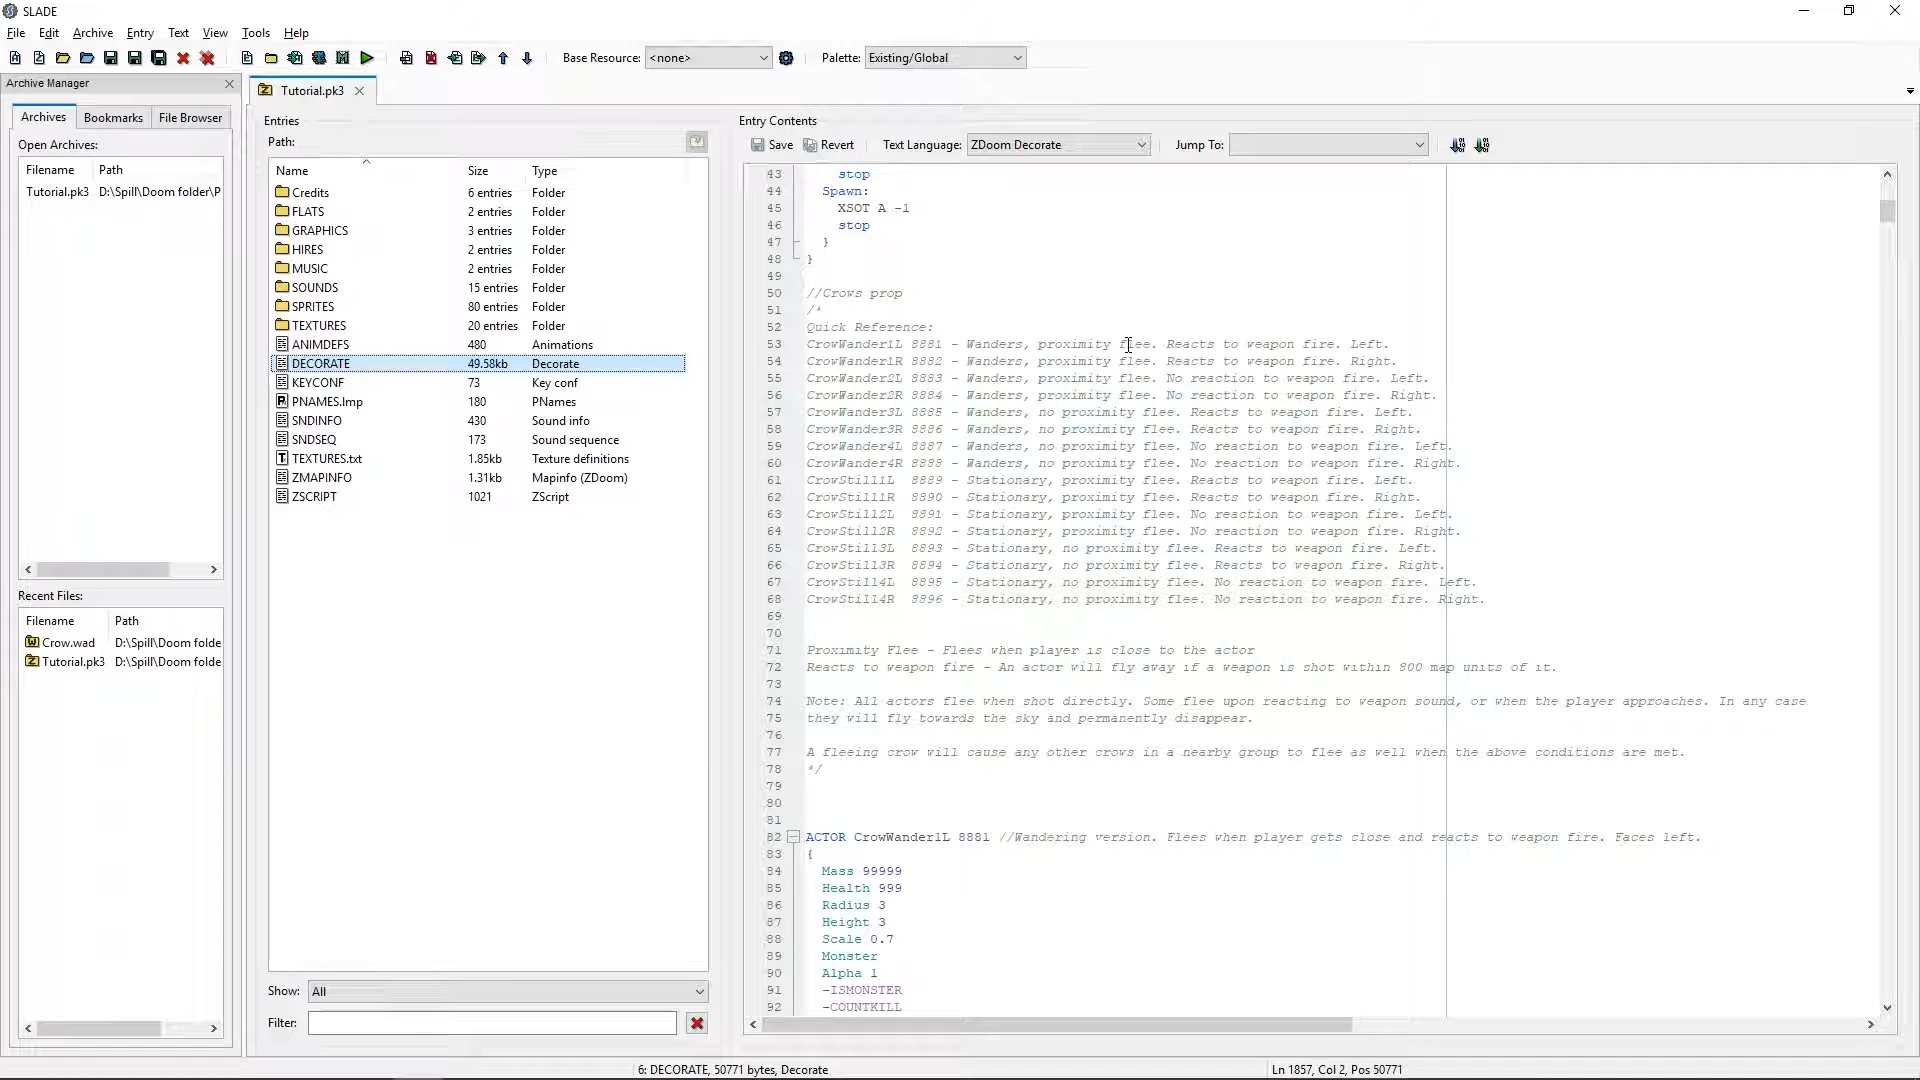 SLADE
File Edit Archive Entry Text View Tools Help
Base Resource: <none> Palette: Existing/Global
Archive Manager
Archives Bookmarks File Browser
Open Archives:
Filename Path
Tutorial.pk3 D:\Spill\Doom folder\P
Recent Files:
Filename Path
Crow.wad D:\Spill\Doom folde
Tutorial.pk3 D:\Spill\Doom folde
Tutorial.pk3
Entries
Path:
Name Size Type
Credits 6 entries Folder
FLATS 2 entries Folder
GRAPHICS 3 entries Folder
HIRES 2 entries Folder
MUSIC 2 entries Folder
SOUNDS 15 entries Folder
SPRITES 80 entries Folder
TEXTURES 20 entries Folder
ANIMDEFS 480 Animations
DECORATE 49.58kb Decorate
KEYCONF 73 Key conf
PNAMES.lmp 180 PNames
SNDINFO 430 Sound info
SNDSEQ 173 Sound sequence
TEXTURES.txt 1.85kb Texture definitions
ZMAPINFO 1.31kb Mapinfo (ZDoom)
ZSCRIPT 1021 ZScript
Show: All
Filter:
Entry Contents
Save Revert Text Language: ZDoom Decorate Jump To:
43 stop
44 Spawn:
45 XSOT A -1
46 stop
47 }
48 }
49
50 //Crows prop
51 /*
52 Quick Reference:
53 CrowWander1L 8881 - Wanders, proximity flee. Reacts to weapon fire. Left.
54 CrowWander1R 8882 - Wanders, proximity flee. Reacts to weapon fire. Right.
55 CrowWander2L 8883 - Wanders, proximity flee. No reaction to weapon fire. Left.
56 CrowWander2R 8884 - Wanders, proximity flee. No reaction to weapon fire. Right.
57 CrowWander3L 8885 - Wanders, no proximity flee. Reacts to weapon fire. Left.
58 CrowWander3R 8886 - Wanders, no proximity flee. Reacts to weapon fire. Right.
59 CrowWander4L 8887 - Wanders, no proximity flee. No reaction to weapon fire. Left.
60 CrowWander4R 8888 - Wanders, no proximity flee. No reaction to weapon fire. Right.
61 CrowStill1L 8889 - Stationary, proximity flee. Reacts to weapon fire. Left.
62 CrowStill1R 8890 - Stationary, proximity flee. Reacts to weapon fire. Right.
63 CrowStill2L 8891 - Stationary, proximity flee. No reaction to weapon fire. Left.
64 CrowStill2R 8892 - Stationary, proximity flee. No reaction to weapon fire. Right.
65 CrowStill3L 8893 - Stationary, no proximity flee. Reacts to weapon fire. Left.
66 CrowStill3R 8894 - Stationary, no proximity flee. Reacts to weapon fire. Right.
67 CrowStill4L 8895 - Stationary, no proximity flee. No reaction to weapon fire. Left.
68 CrowStill4R 8896 - Stationary, no proximity flee. No reaction to weapon fire. Right.
69
70
71 Proximity Flee - Flees when player is close to the actor
72 Reacts to weapon fire - An actor will fly away if a weapon is shot within 800 map units of it.
73
74 Note: All actors flee when shot directly. Some flee upon reacting to weapon sound, or when the player approaches. In any case
75 they will fly towards the sky and permanently disappear.
76
77 A fleeing crow will cause any other crows in a nearby group to flee as well when the above conditions are met.
78 */
79
80
81
82 ACTOR CrowWander1L 8881 //Wandering version. Flees when player gets close and reacts to weapon fire. Faces left.
83 {
84 Mass 99999
85 Health 999
86 Radius 3
87 Height 3
88 Scale 0.7
89 Monster
90 Alpha 1
91 -ISMONSTER
92 -COUNTKILL
6: DECORATE, 50771 bytes, Decorate Ln 1857, Col 2, Pos 50771